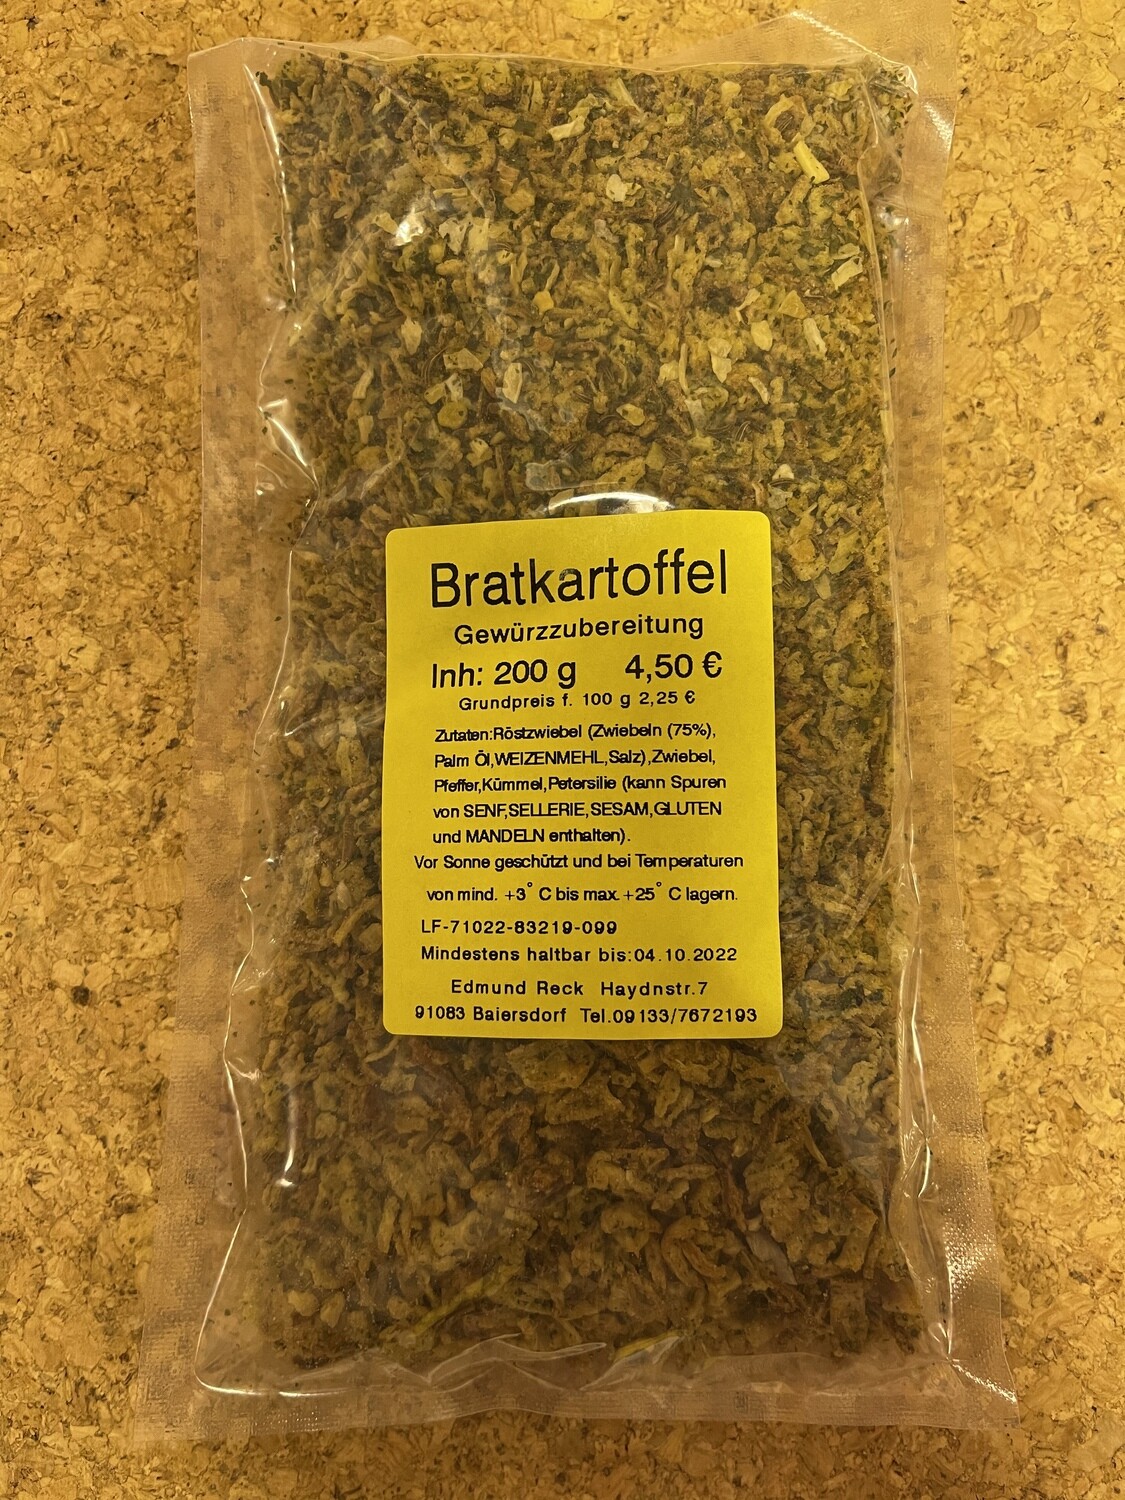 Bratkartoffel
Gewürzzubereitung
Inh: 200 g 4,50 €
Grundpreis f. 100 g 2,25 €
Zutaten:Röstzwiebel (Zwiebeln (75%),
Palm Öl,WEIZENMEHL,Salz),Zwiebel,
Pfeffer,Kümmel,Petersilie (kann Spuren
von SENF,SELLERIE,SESAM,GLUTEN
und MANDELN enthalten).
Vor Sonne geschützt und bei Temperaturen
von mind. +3° C bis max.+25° C lagern.
LF-71022-83219-099
Mindestens haltbar bis:04.10.2022
Edmund Reck Haydnstr.7
91083 Baiersdorf Tel.09133/7672193